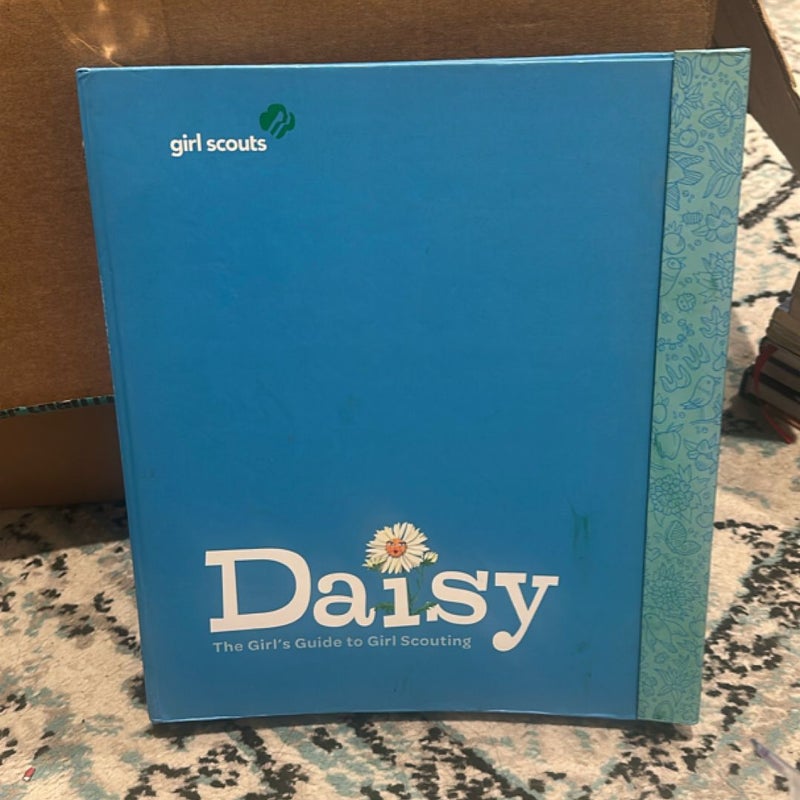 girl scouts
Daisy
The Girl's Guide to Girl Scouting